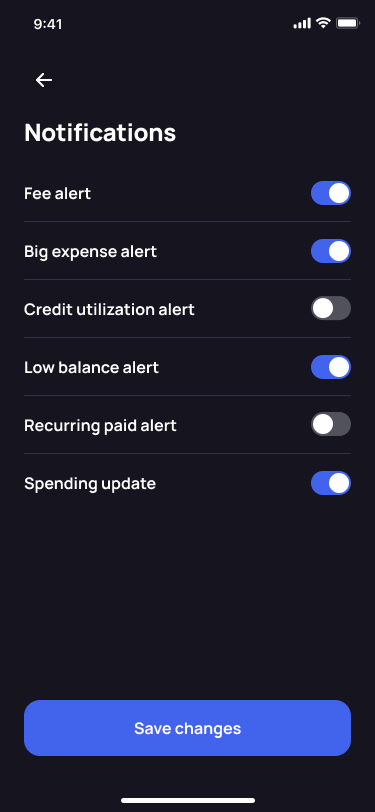 9:41
Notifications
Fee alert
Big expense alert
Credit utilization alert
Low balance alert
Recurring paid alert
Spending update
Save changes